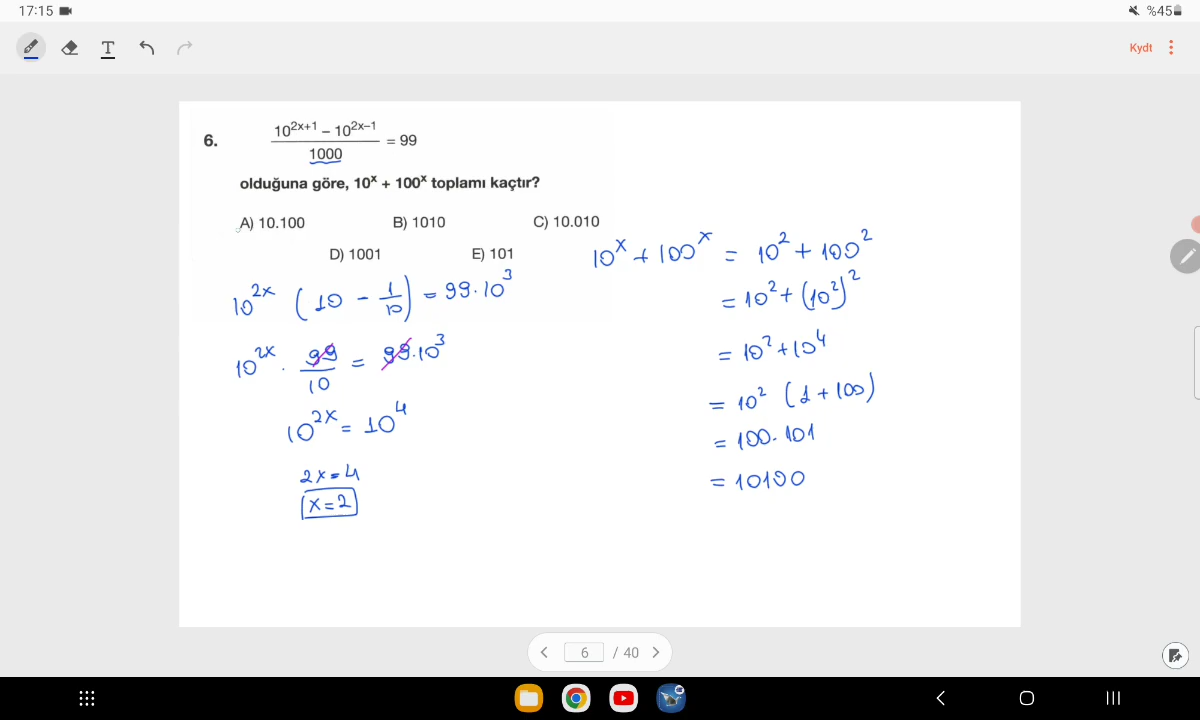 17:15
%45
T
Kydt
6. \frac{10^{2x+1} – 10^{2x–1}}{1000} = 99
olduğuna göre, 10^x + 100^x toplamı kaçtır?
A) 10.100 B) 1010 C) 10.010
D) 1001 E) 101
10^{2x} (10 - \frac{1}{10}) = 99·10^3
10^{2x} · \frac{99}{10} = 99·10^3
10^{2x} = 10^4
2x=4
x=2
10^x + 100^x = 10^2 + 100^2
= 10^2 + (10^2)^2
= 10^2 + 10^4
= 10^2 (1 + 100)
= 100·101
= 10100
6 / 40